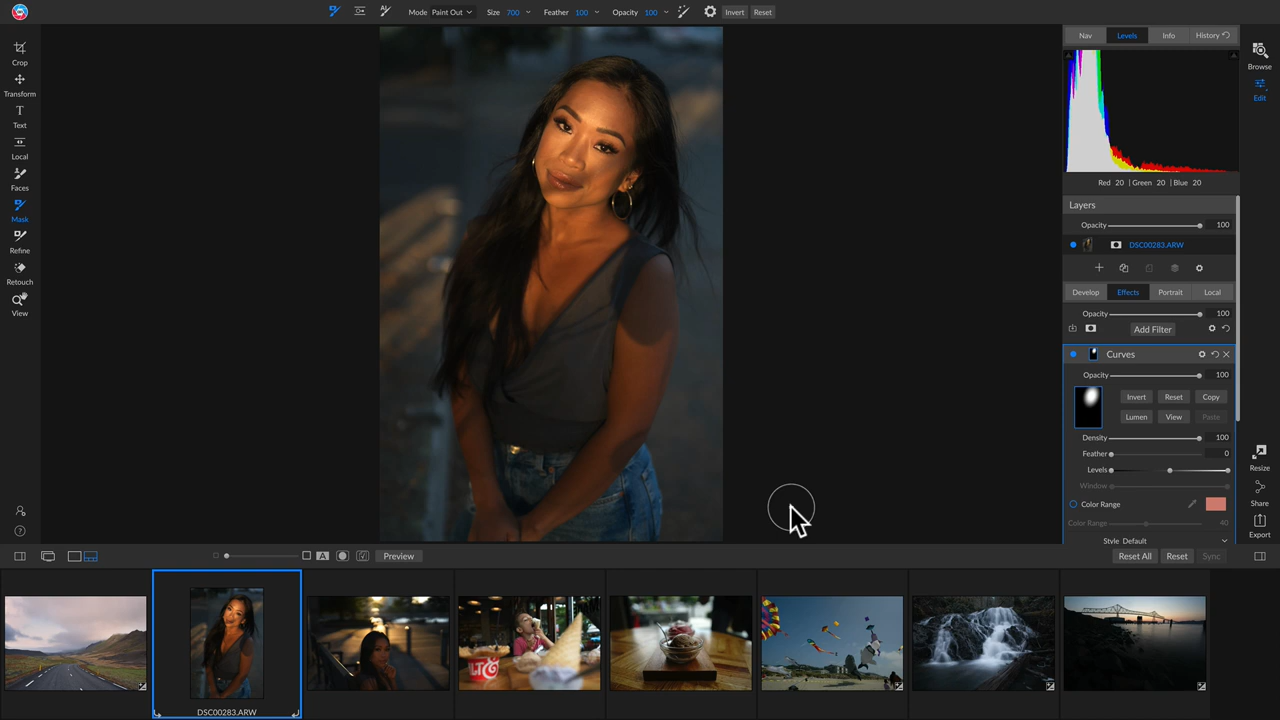 Mode Paint Out Size 700 Feather 100 Opacity 100 Invert Reset
Crop
Transform
Text
Local
Faces
Mask
Refine
Retouch
View
Nav Levels Info History
Browse
Edit
Red 20 | Green 20 | Blue 20
Layers
Opacity 100
DSC00283.ARW
Develop Effects Portrait Local
Opacity 100
Add Filter
Curves
Opacity 100
Invert Reset Copy
Lumen View Paste
Density 100
Feather 0
Levels
Window
Color Range
Color Range 40
Style Default
Resize
Share
Export
A Preview Reset All Reset Sync
DSC00283.ARW